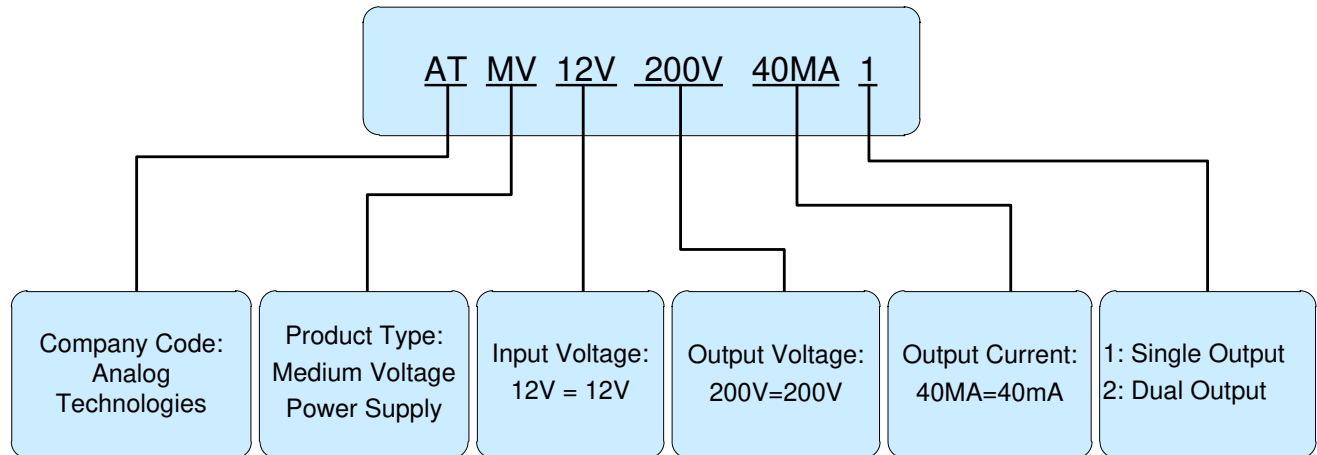 AT MV 12V 200V 40MA 1
Company Code:
Analog
Technologies
Product Type:
Medium Voltage
Power Supply
Input Voltage:
12V = 12V
Output Voltage:
200V=200V
Output Current:
40MA=40mA
1: Single Output
2: Dual Output